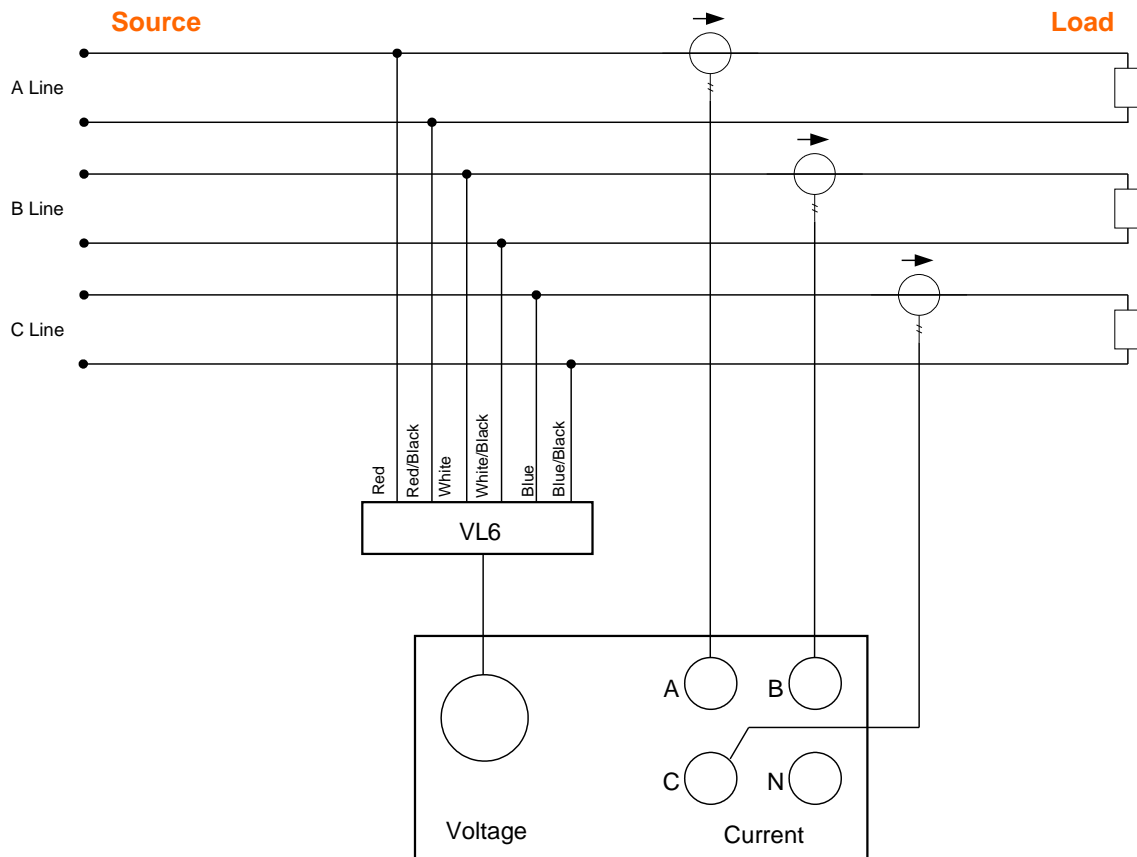 Source
Load
A Line
B Line
C Line
Red
Red/Black
White
White/Black
Blue
Blue/Black
VL6
A
B
C
N
Voltage
Current